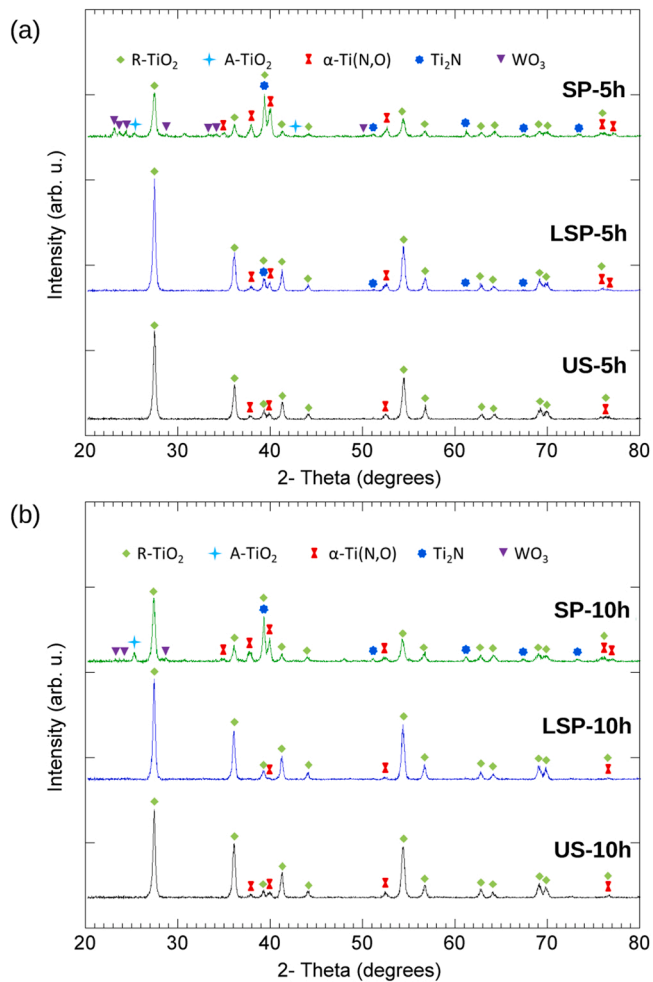 (a)
R-TiO₂ A-TiO₂ α-Ti(N,O) Ti₂N WO₃
SP-5h
LSP-5h
US-5h
Intensity (arb. u.)
20 30 40 50 60 70 80
2- Theta (degrees)
(b)
R-TiO₂ A-TiO₂ α-Ti(N,O) Ti₂N WO₃
SP-10h
LSP-10h
US-10h
Intensity (arb. u.)
20 30 40 50 60 70 80
2- Theta (degrees)